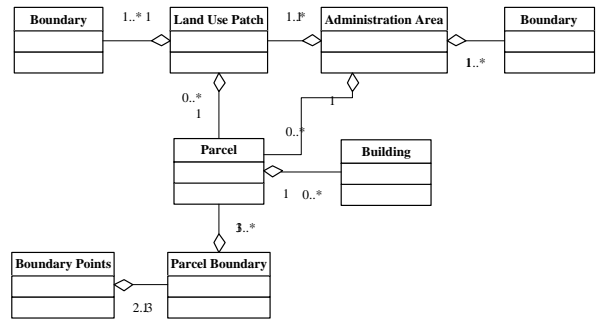 1..* 1
1..*
Boundary
Land Use Patch
Administration Area
Boundary
1..*
0..*
1
1
0..*
Parcel
Building
1
0..*
Boundary Points
Parcel Boundary